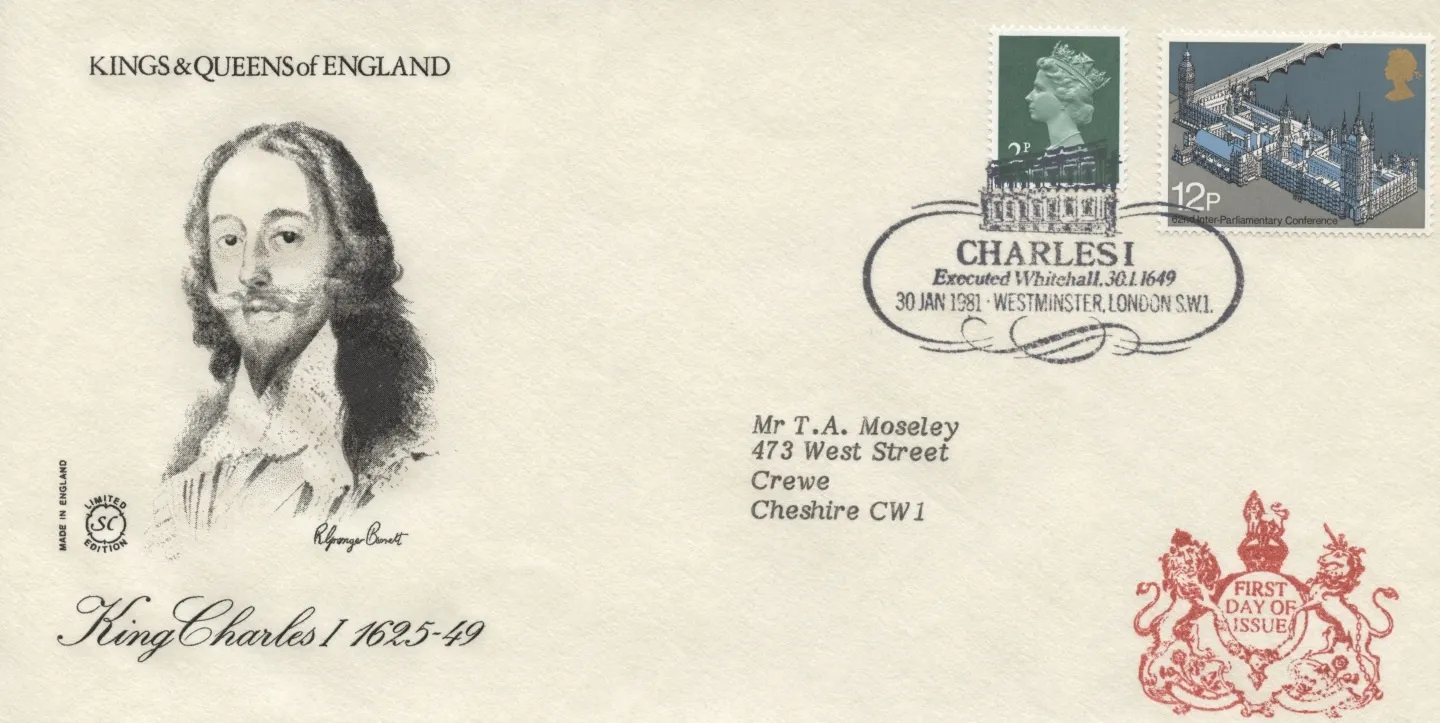 KINGS & QUEENS of ENGLAND
2P
12P
62nd Inter-Parliamentary Conference
CHARLES I
Executed Whitehall. 30.1.1649
30 JAN 1981 · WESTMINSTER, LONDON S.W.1.
Mr T.A. Moseley
473 West Street
Crewe
Cheshire CW1
MADE IN ENGLAND
LIMITED
SC
EDITION
FIRST
DAY OF
ISSUE
King Charles I 1625-49